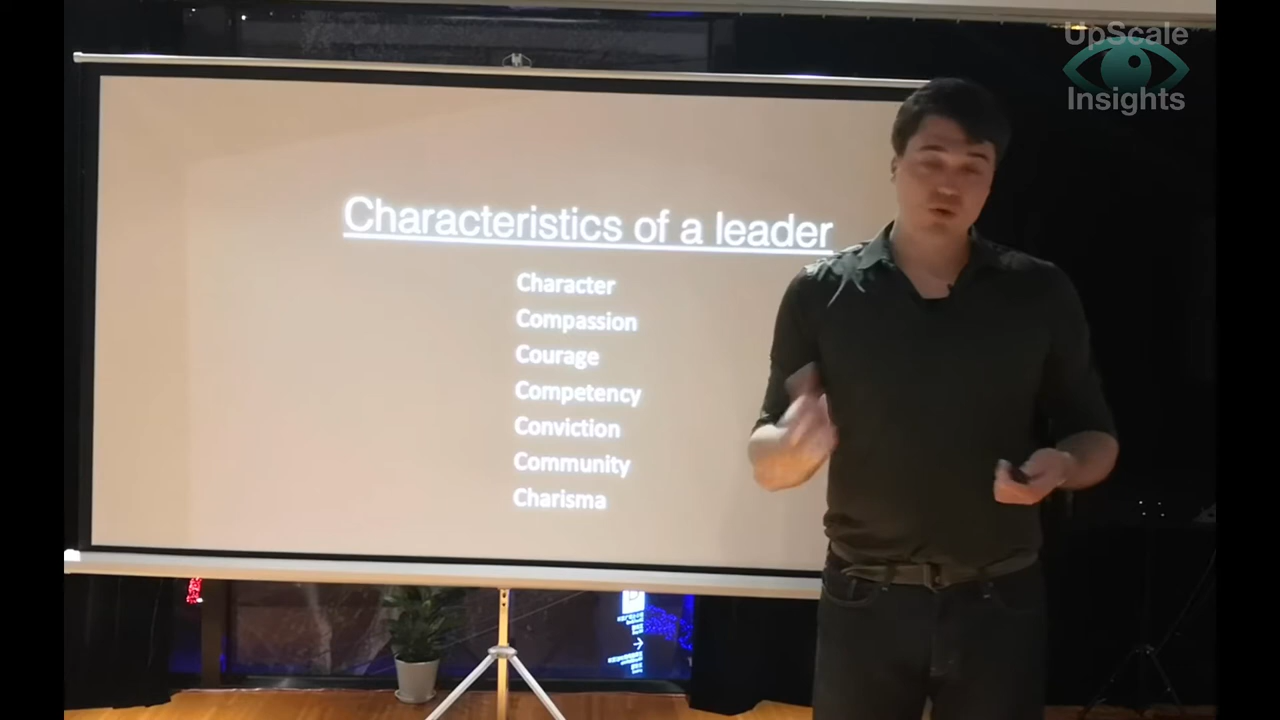 UpScale
Insights
Characteristics of a leader
Character
Compassion
Courage
Competency
Conviction
Community
Charisma